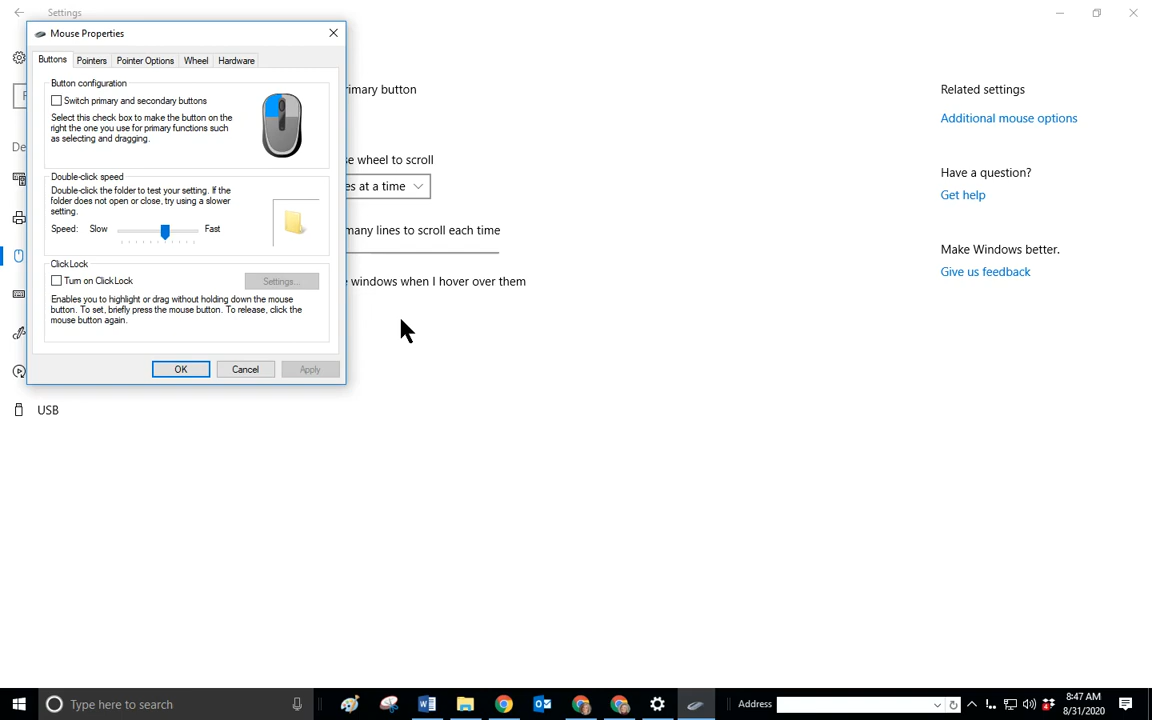 Settings
Mouse Properties
Buttons
Pointers
Pointer Options
Wheel
Hardware
Button configuration
Switch primary and secondary buttons
Select this check box to make the button on
the right the one you use for primary functions such
as selecting and dragging.
Double-click speed
Double-click the folder to test your setting. If the
folder does not open or close, try using a slower
setting.
Speed: Slow Fast
ClickLock
Turn on ClickLock
Settings...
Enables you to highlight or drag without holding down the mouse
button. To set, briefly press the mouse button. To release, click the
mouse button again.
OK
Cancel
Apply
De
USB
rimary button
se wheel to scroll
es at a time
many lines to scroll each time
windows when I hover over them
Related settings
Additional mouse options
Have a question?
Get help
Make Windows better.
Give us feedback
Type here to search
Address
8:47 AM
8/31/2020